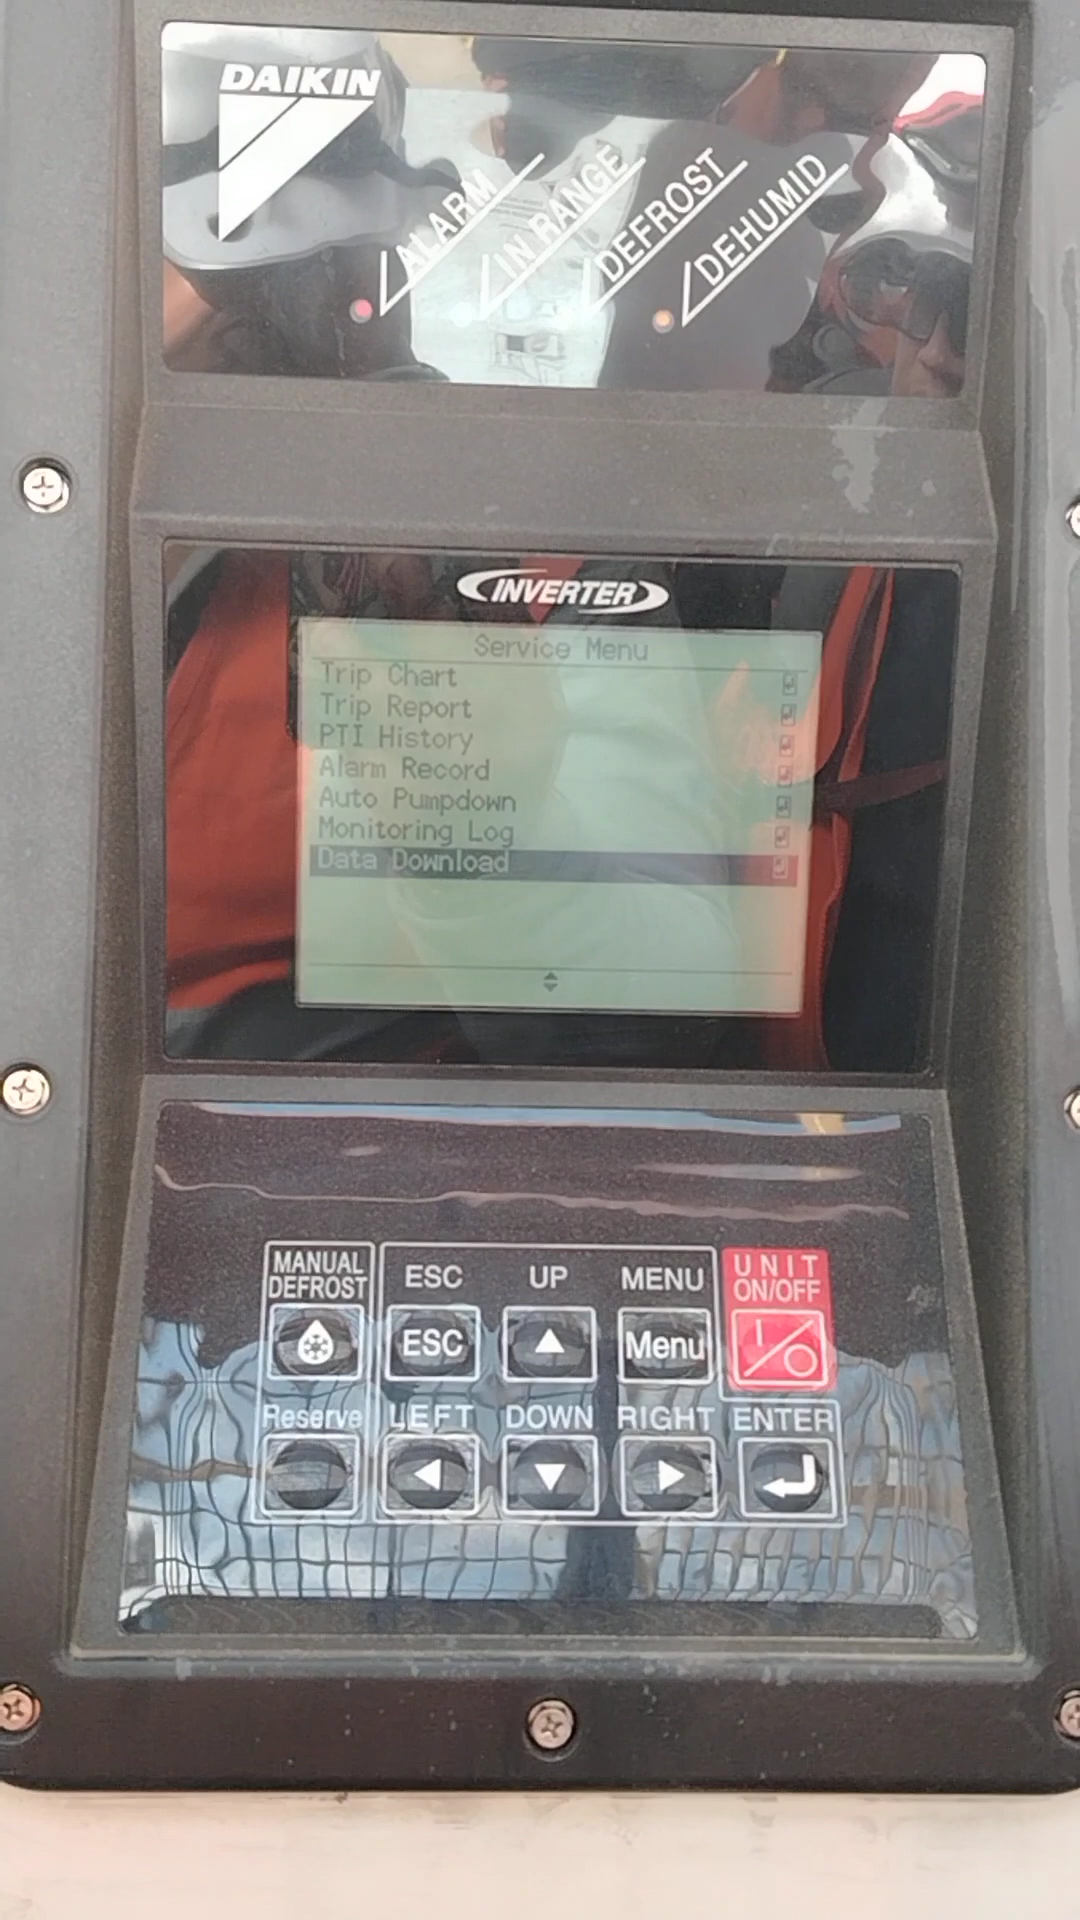 DAIKIN
ALARM
IN RANGE
DEFROST
DEHUMID
INVERTER
Service Menu
Trip Chart
Trip Report
PTI History
Alarm Record
Auto Pumpdown
Monitoring Log
Data Download
MANUAL DEFROST
ESC
UP
MENU
UNIT ON/OFF
ESC
Menu
Reserve
LEFT
DOWN
RIGHT
ENTER